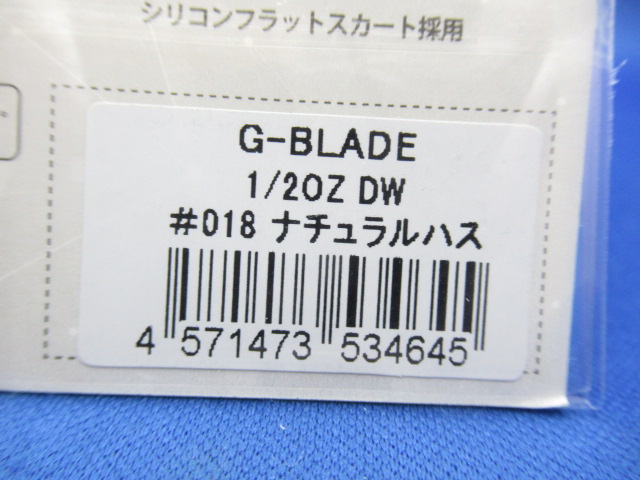 シリコンフラットスカート採用
G-BLADE
1/2OZ DW
#018 ナチュラルハス
4 571473 534645